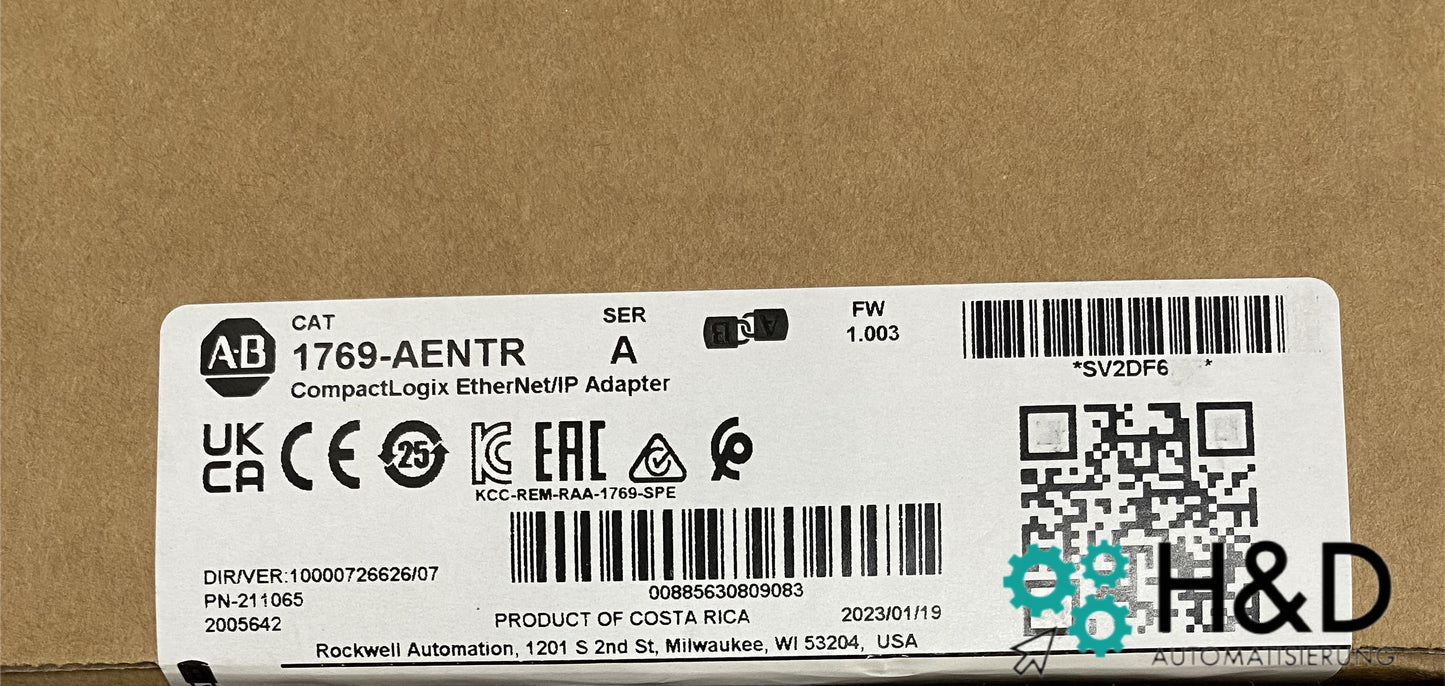 A-B
CAT
1769-AENTR
CompactLogix EtherNet/IP Adapter
SER
A
FW
1.003
*SV2DF6 *
UK
CA
CE
25
KC
EAC
KCC-REM-RAA-1769-SPE
00885630809083
DIR/VER:10000726626/07
PN-211065
2005642
PRODUCT OF COSTA RICA
2023/01/19
Rockwell Automation, 1201 S 2nd St, Milwaukee, WI 53204, USA
H&D
AUTOMATISIERUNG